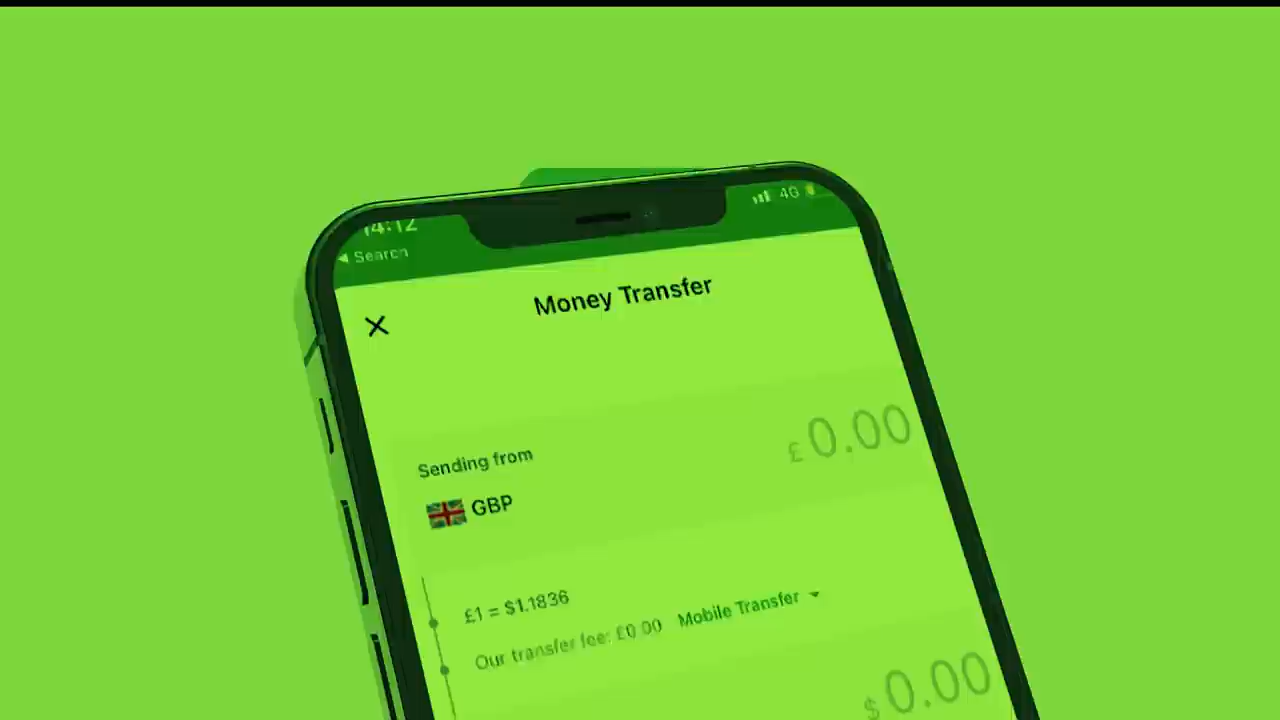 14:12
4G
◀ Search
Money Transfer
Sending from
£0.00
GBP
£1 = $1.1836
Our transfer fee: £0.00 Mobile Transfer
$0.00